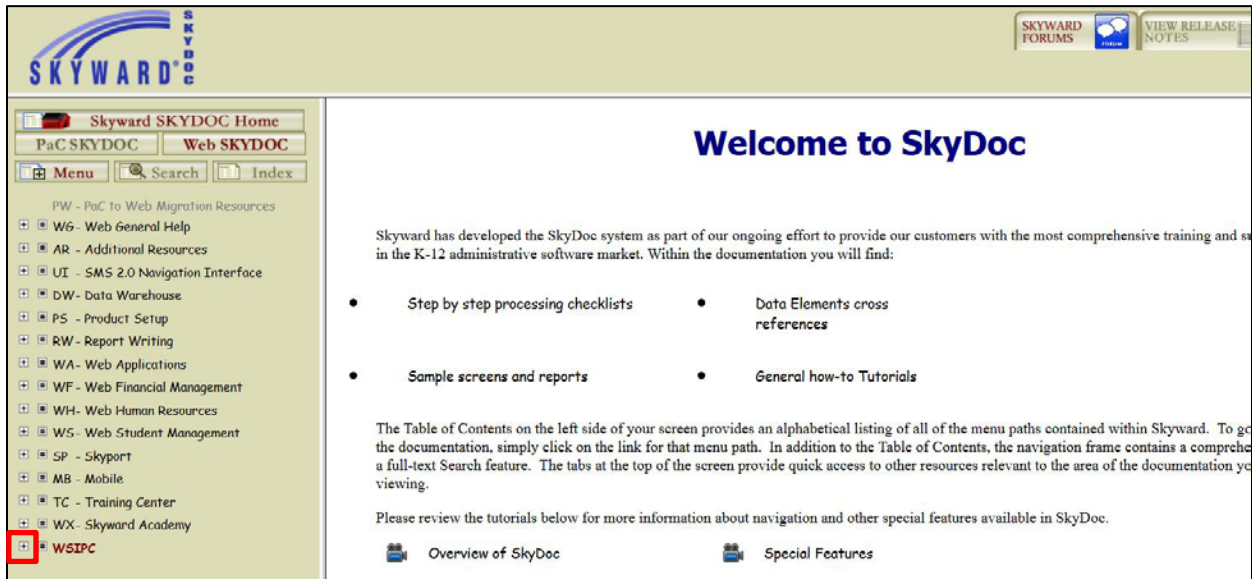 SKYWARD®
SKYDOC
SKYWARD FORUMS
FORUM
VIEW RELEASE NOTES
Skyward SKYDOC Home
PaC SKYDOC
Web SKYDOC
Menu
Search
Index
PW - PaC to Web Migration Resources
WG - Web General Help
AR - Additional Resources
UI - SMS 2.0 Navigation Interface
DW - Data Warehouse
PS - Product Setup
RW - Report Writing
WA - Web Applications
WF - Web Financial Management
WH - Web Human Resources
WS - Web Student Management
SP - Skyport
MB - Mobile
TC - Training Center
WX - Skyward Academy
WSIPC
Welcome to SkyDoc
Skyward has developed the SkyDoc system as part of our ongoing effort to provide our customers with the most comprehensive training and
in the K-12 administrative software market. Within the documentation you will find:
• Step by step processing checklists
• Data Elements cross
references
• Sample screens and reports
• General how-to Tutorials
The Table of Contents on the left side of your screen provides an alphabetical listing of all of the menu paths contained within Skyward. To
the documentation, simply click on the link for that menu path. In addition to the Table of Contents, the navigation frame contains a
a full-text Search feature. The tabs at the top of the screen provide quick access to other resources relevant to the area of the documentation
viewing.
Please review the tutorials below for more information about navigation and other special features available in SkyDoc.
Overview of SkyDoc
Special Features